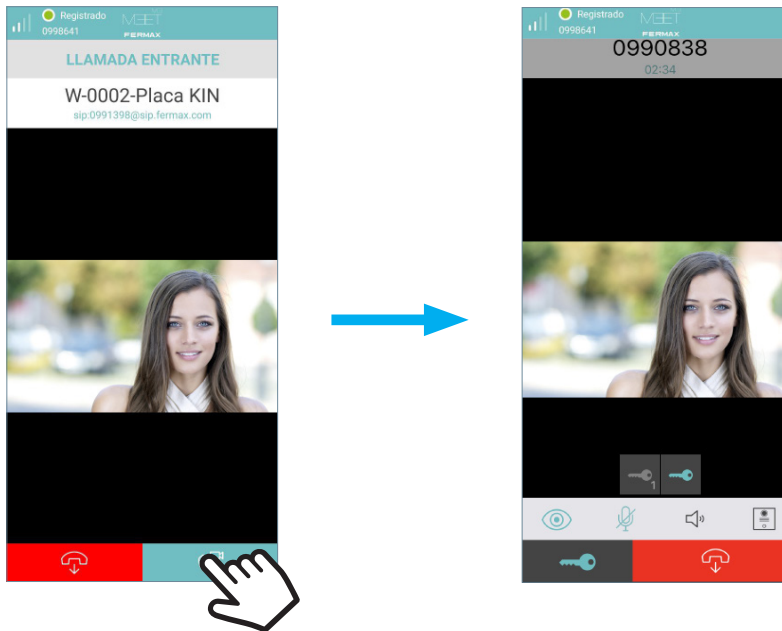 Registrado
0998641
MEET
FERMAX
LLAMADA ENTRANTE
W-0002-Placa KIN
sip:0991398@sip.fermax.com
Registrado
0998641
MEET
FERMAX
0990838
02:34
1